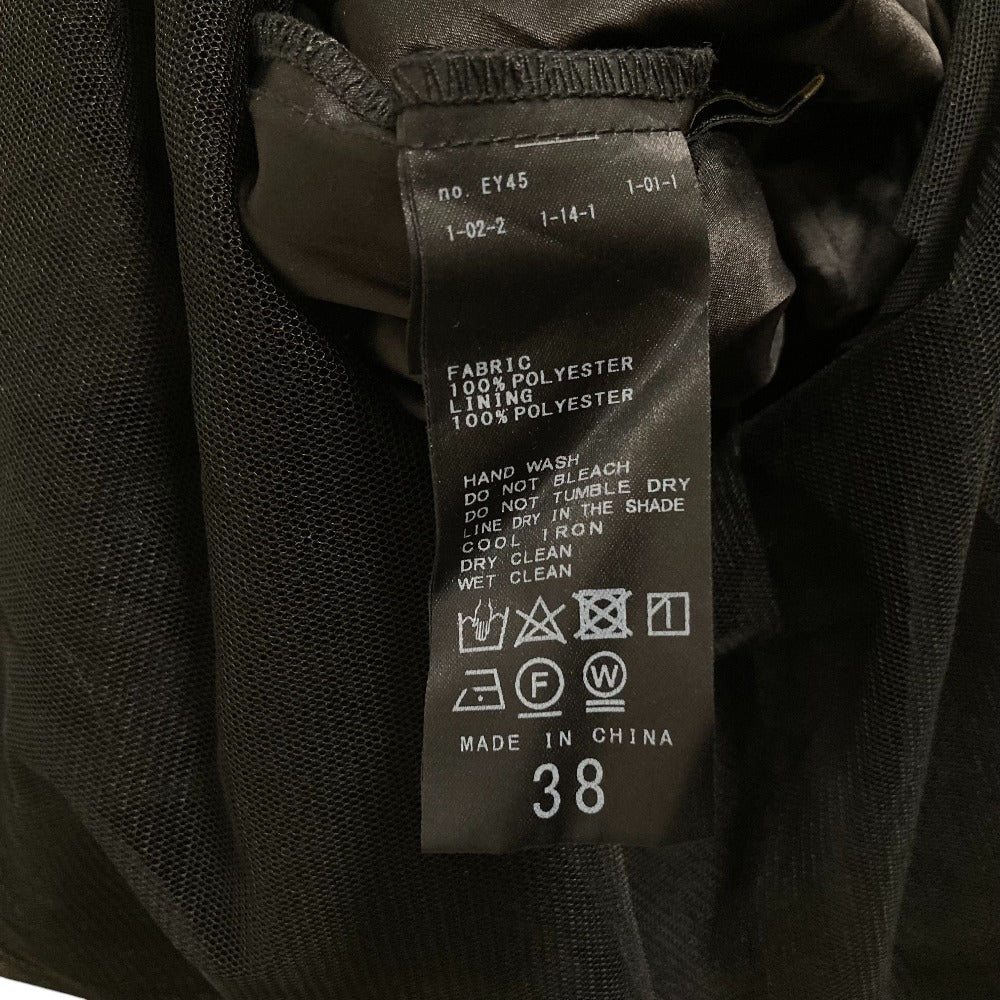 no. EY45 1-01-1
1-02-2 1-14-1
FABRIC
100% POLYESTER
LINING
100% POLYESTER
HAND WASH
DO NOT BLEACH
DO NOT TUMBLE DRY
LINE DRY IN THE SHADE
COOL IRON
DRY CLEAN
WET CLEAN
F W
MADE IN CHINA
38